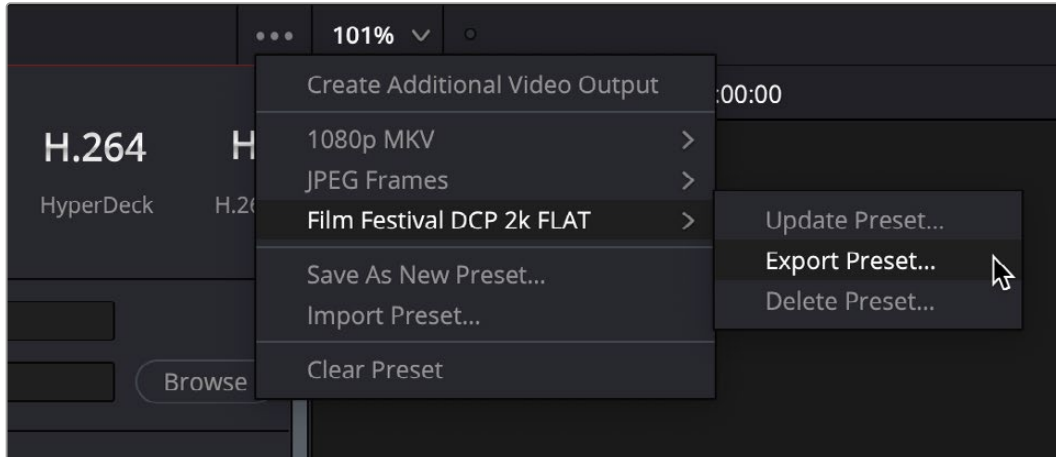 ••• 101%
:00:00
Create Additional Video Output
1080p MKV
JPEG Frames
Film Festival DCP 2k FLAT
Update Preset...
Export Preset...
Delete Preset...
Save As New Preset...
Import Preset...
Clear Preset
H.264 H
HyperDeck H.26
Browse